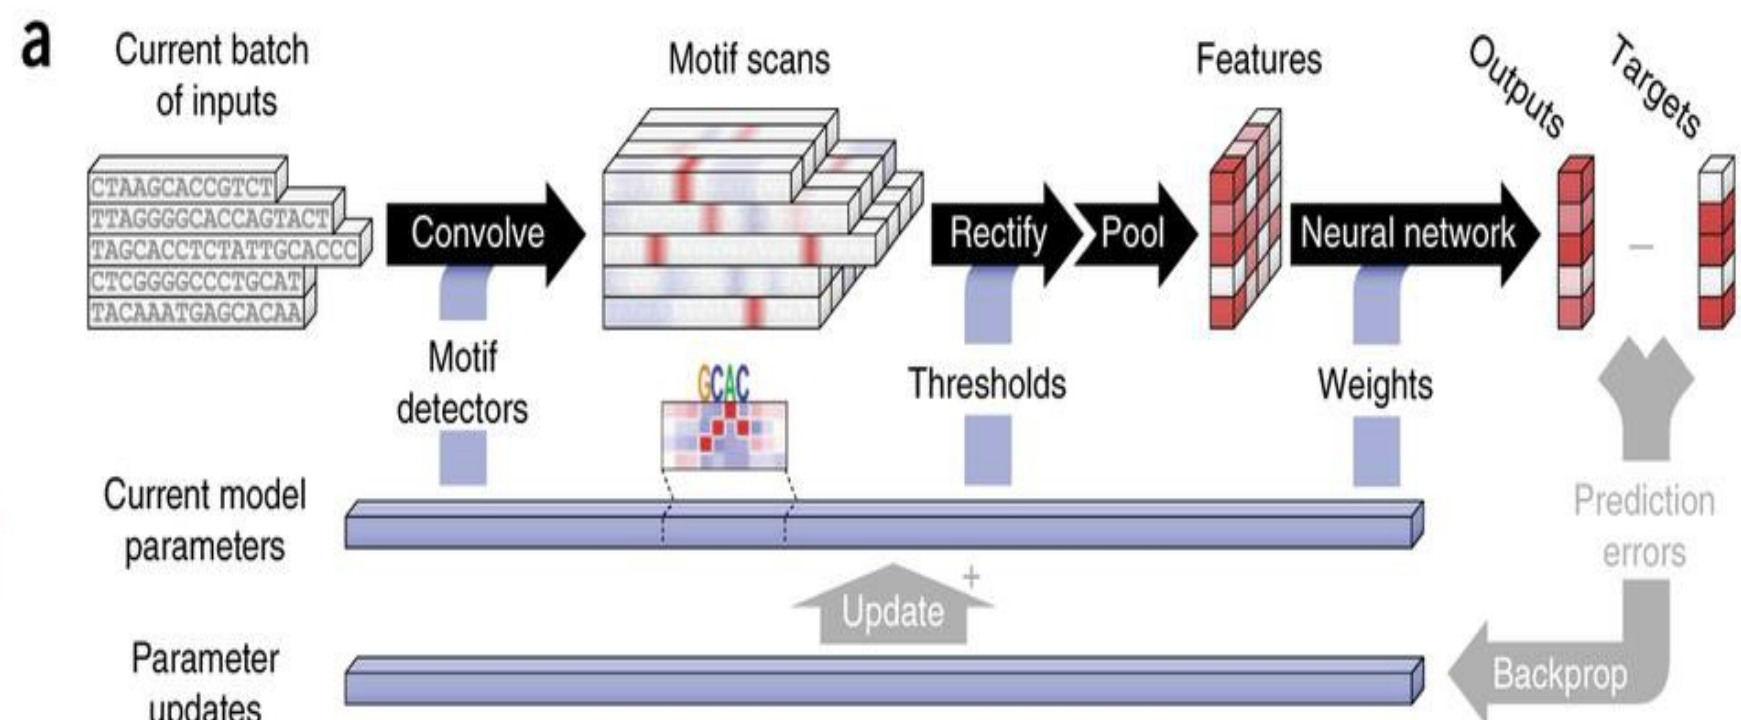 a
Current batch
of inputs
Motif scans
Features
Outputs
Targets
CTAAGCACCGTCT
TTAGGGGCACCAGTACT
TAGCACCTCTATTGCACCC
CTCGGGGCCCTGCAT
TACAAATGAGCACAA
Convolve
Rectify
Pool
Neural network
–
Motif
detectors
GCAC
Thresholds
Weights
Current model
parameters
Prediction
errors
Update
+
Parameter
updates
Backprop